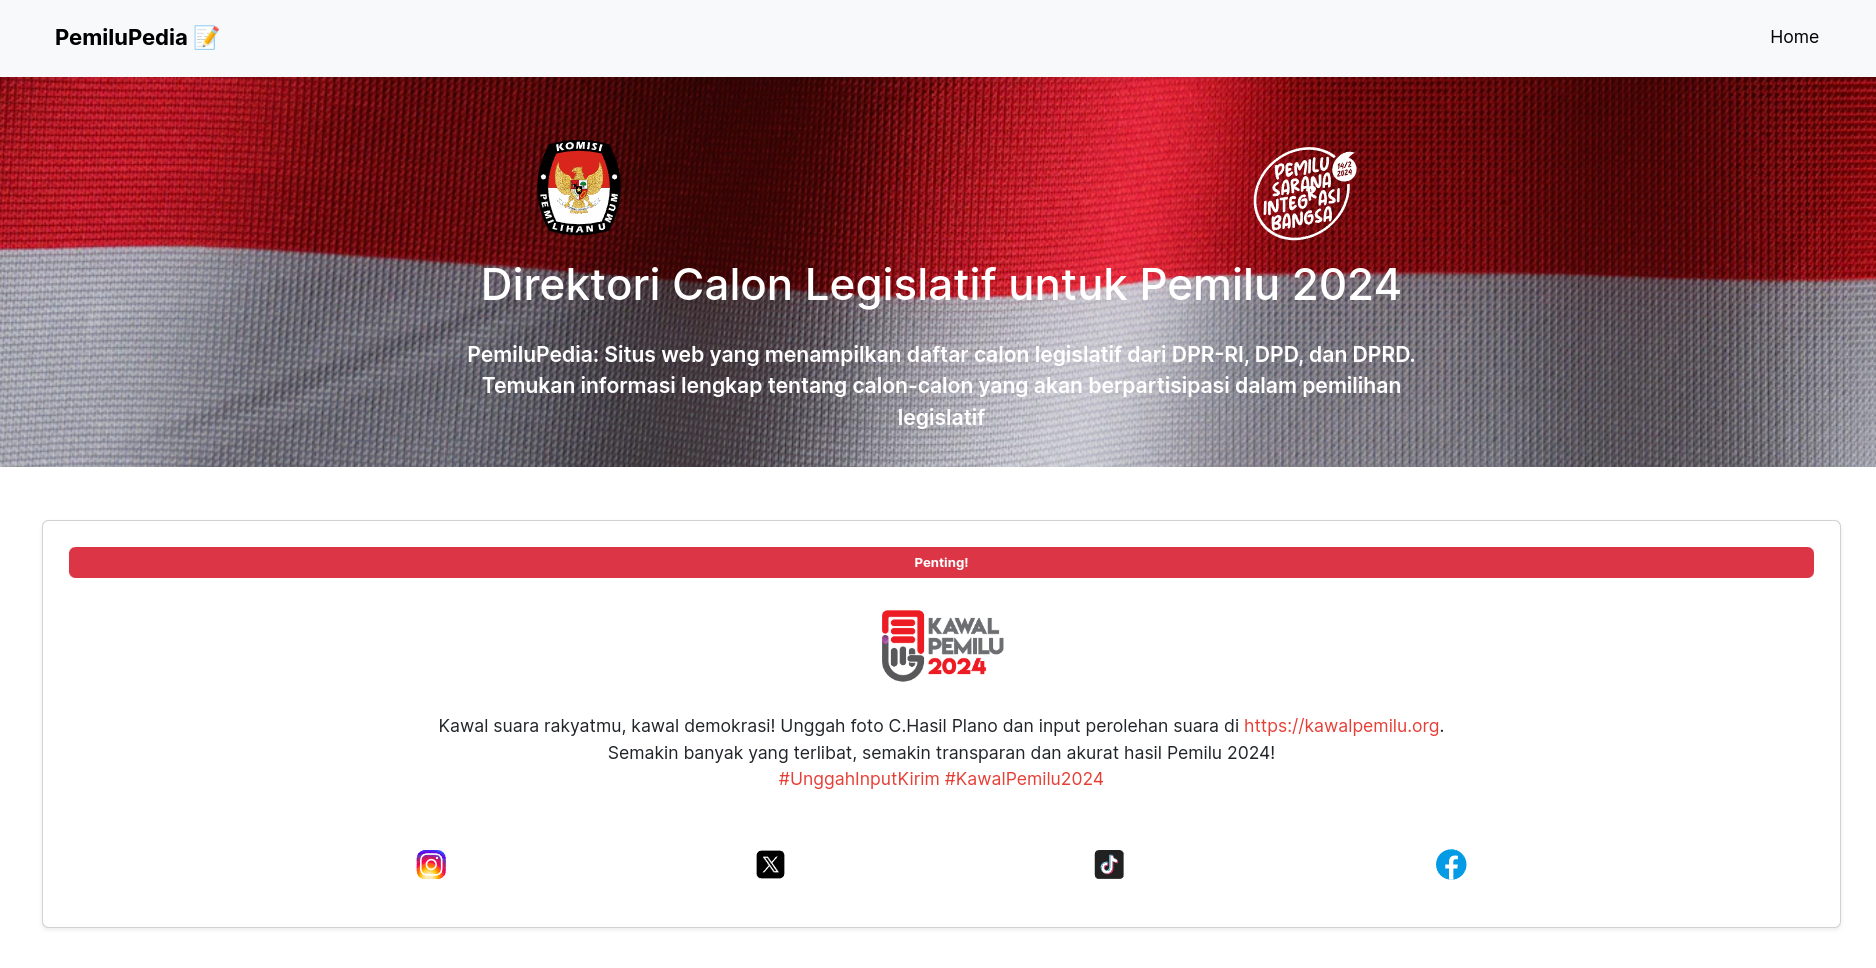 PemiluPedia 📝
Home
KOMISI
PEMILIHAN UMUM
PEMILU
SARANA
INTEGRASI
BANGSA
14/2
2024
Direktori Calon Legislatif untuk Pemilu 2024
PemiluPedia: Situs web yang menampilkan daftar calon legislatif dari DPR-RI, DPD, dan DPRD.
Temukan informasi lengkap tentang calon-calon yang akan berpartisipasi dalam pemilihan
legislatif
Penting!
KAWAL
PEMILU
2024
Kawal suara rakyatmu, kawal demokrasi! Unggah foto C.Hasil Plano dan input perolehan suara di https://kawalpemilu.org.
Semakin banyak yang terlibat, semakin transparan dan akurat hasil Pemilu 2024!
#UnggahInputKirim #KawalPemilu2024